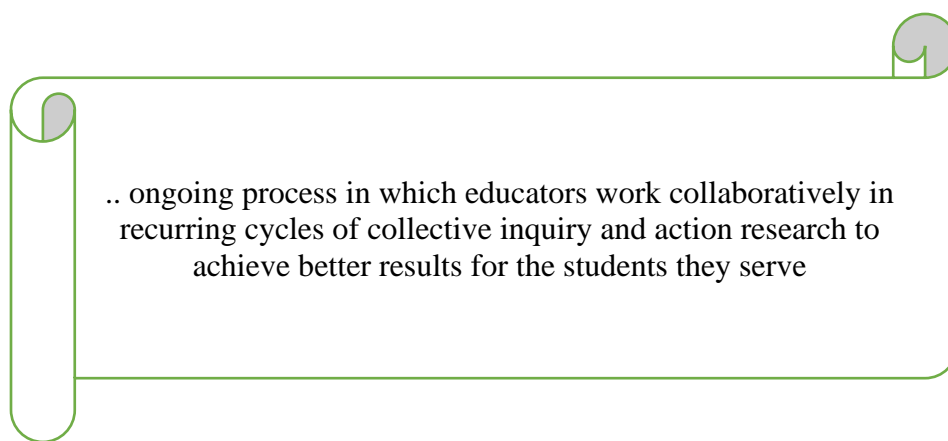 .. ongoing process in which educators work collaboratively in
recurring cycles of collective inquiry and action research to
achieve better results for the students they serve